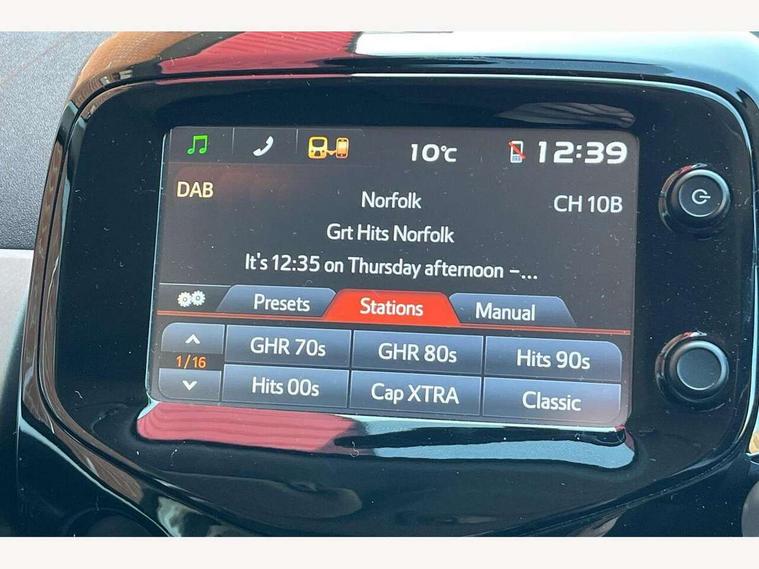 10°C 12:39
DAB
Norfolk
CH 10B
Grt Hits Norfolk
It's 12:35 on Thursday afternoon –...
Presets Stations Manual
1/16
GHR 70s GHR 80s Hits 90s
Hits 00s Cap XTRA Classic